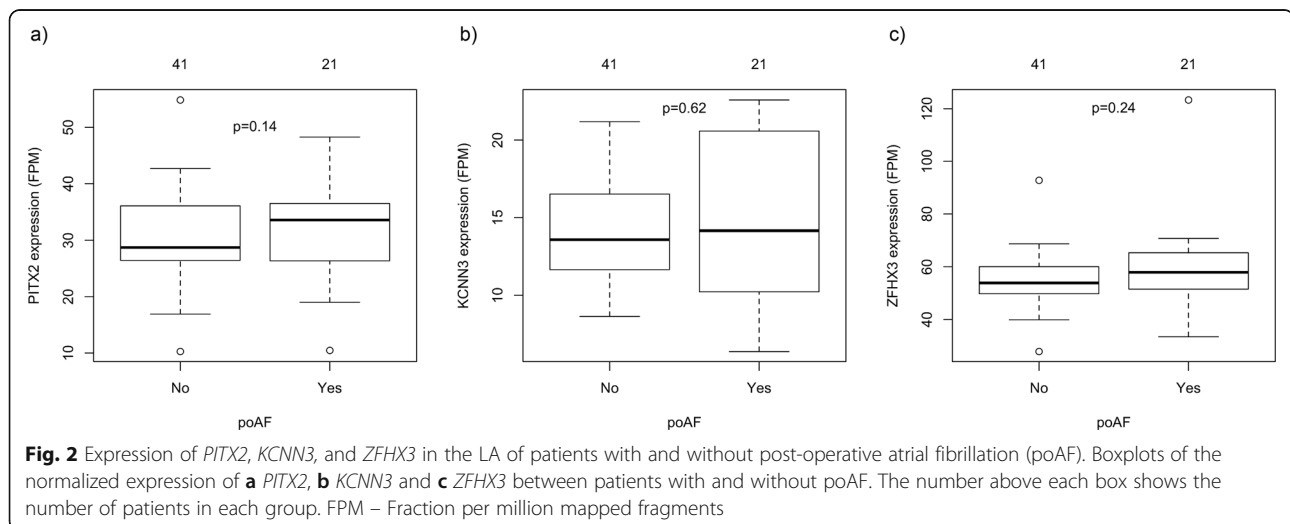 a)
41 21
p=0.14
PITX2 expression (FPM)
50
40
30
20
10
No Yes
poAF
b)
41 21
p=0.62
KCNN3 expression (FPM)
20
15
10
No Yes
poAF
c)
41 21
p=0.24
ZFHX3 expression (FPM)
120
100
80
60
40
No Yes
poAF
Fig. 2 Expression of PITX2, KCNN3, and ZFHX3 in the LA of patients with and without post-operative atrial fibrillation (poAF). Boxplots of the
normalized expression of a PITX2, b KCNN3 and c ZFHX3 between patients with and without poAF. The number above each box shows the
number of patients in each group. FPM – Fraction per million mapped fragments